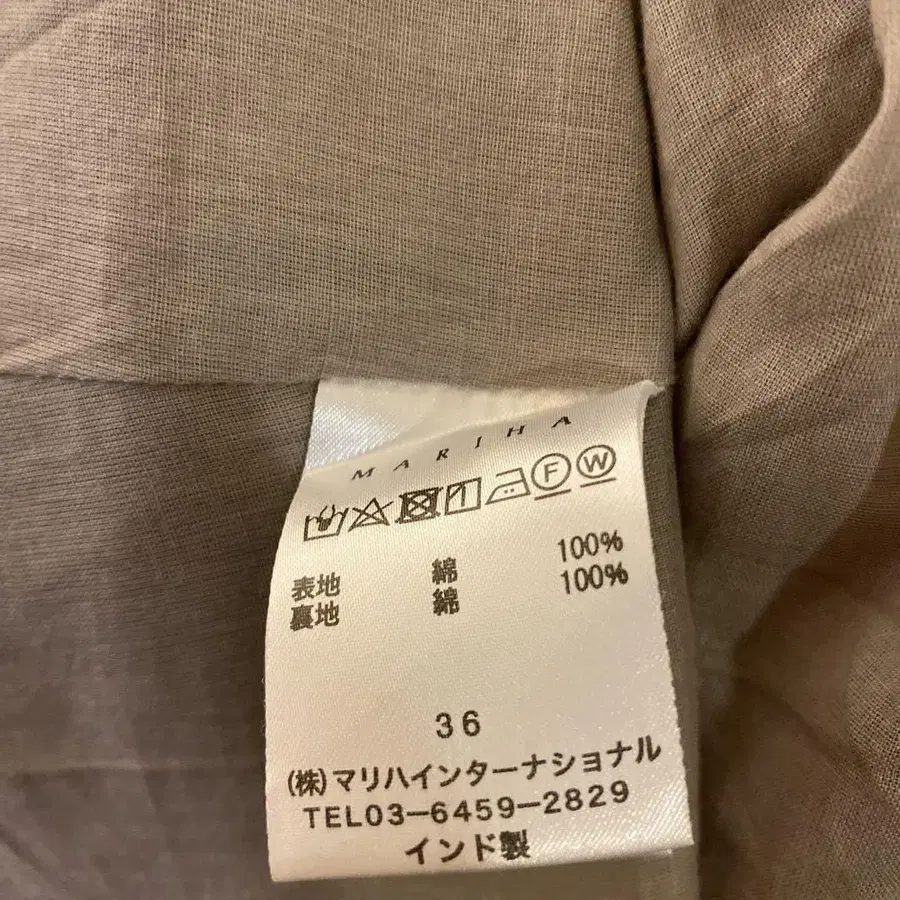 MARIHA
F W
表地 綿 100%
裏地 綿 100%
36
(株)マリハインターナショナル
TEL03-6459-2829
インド製